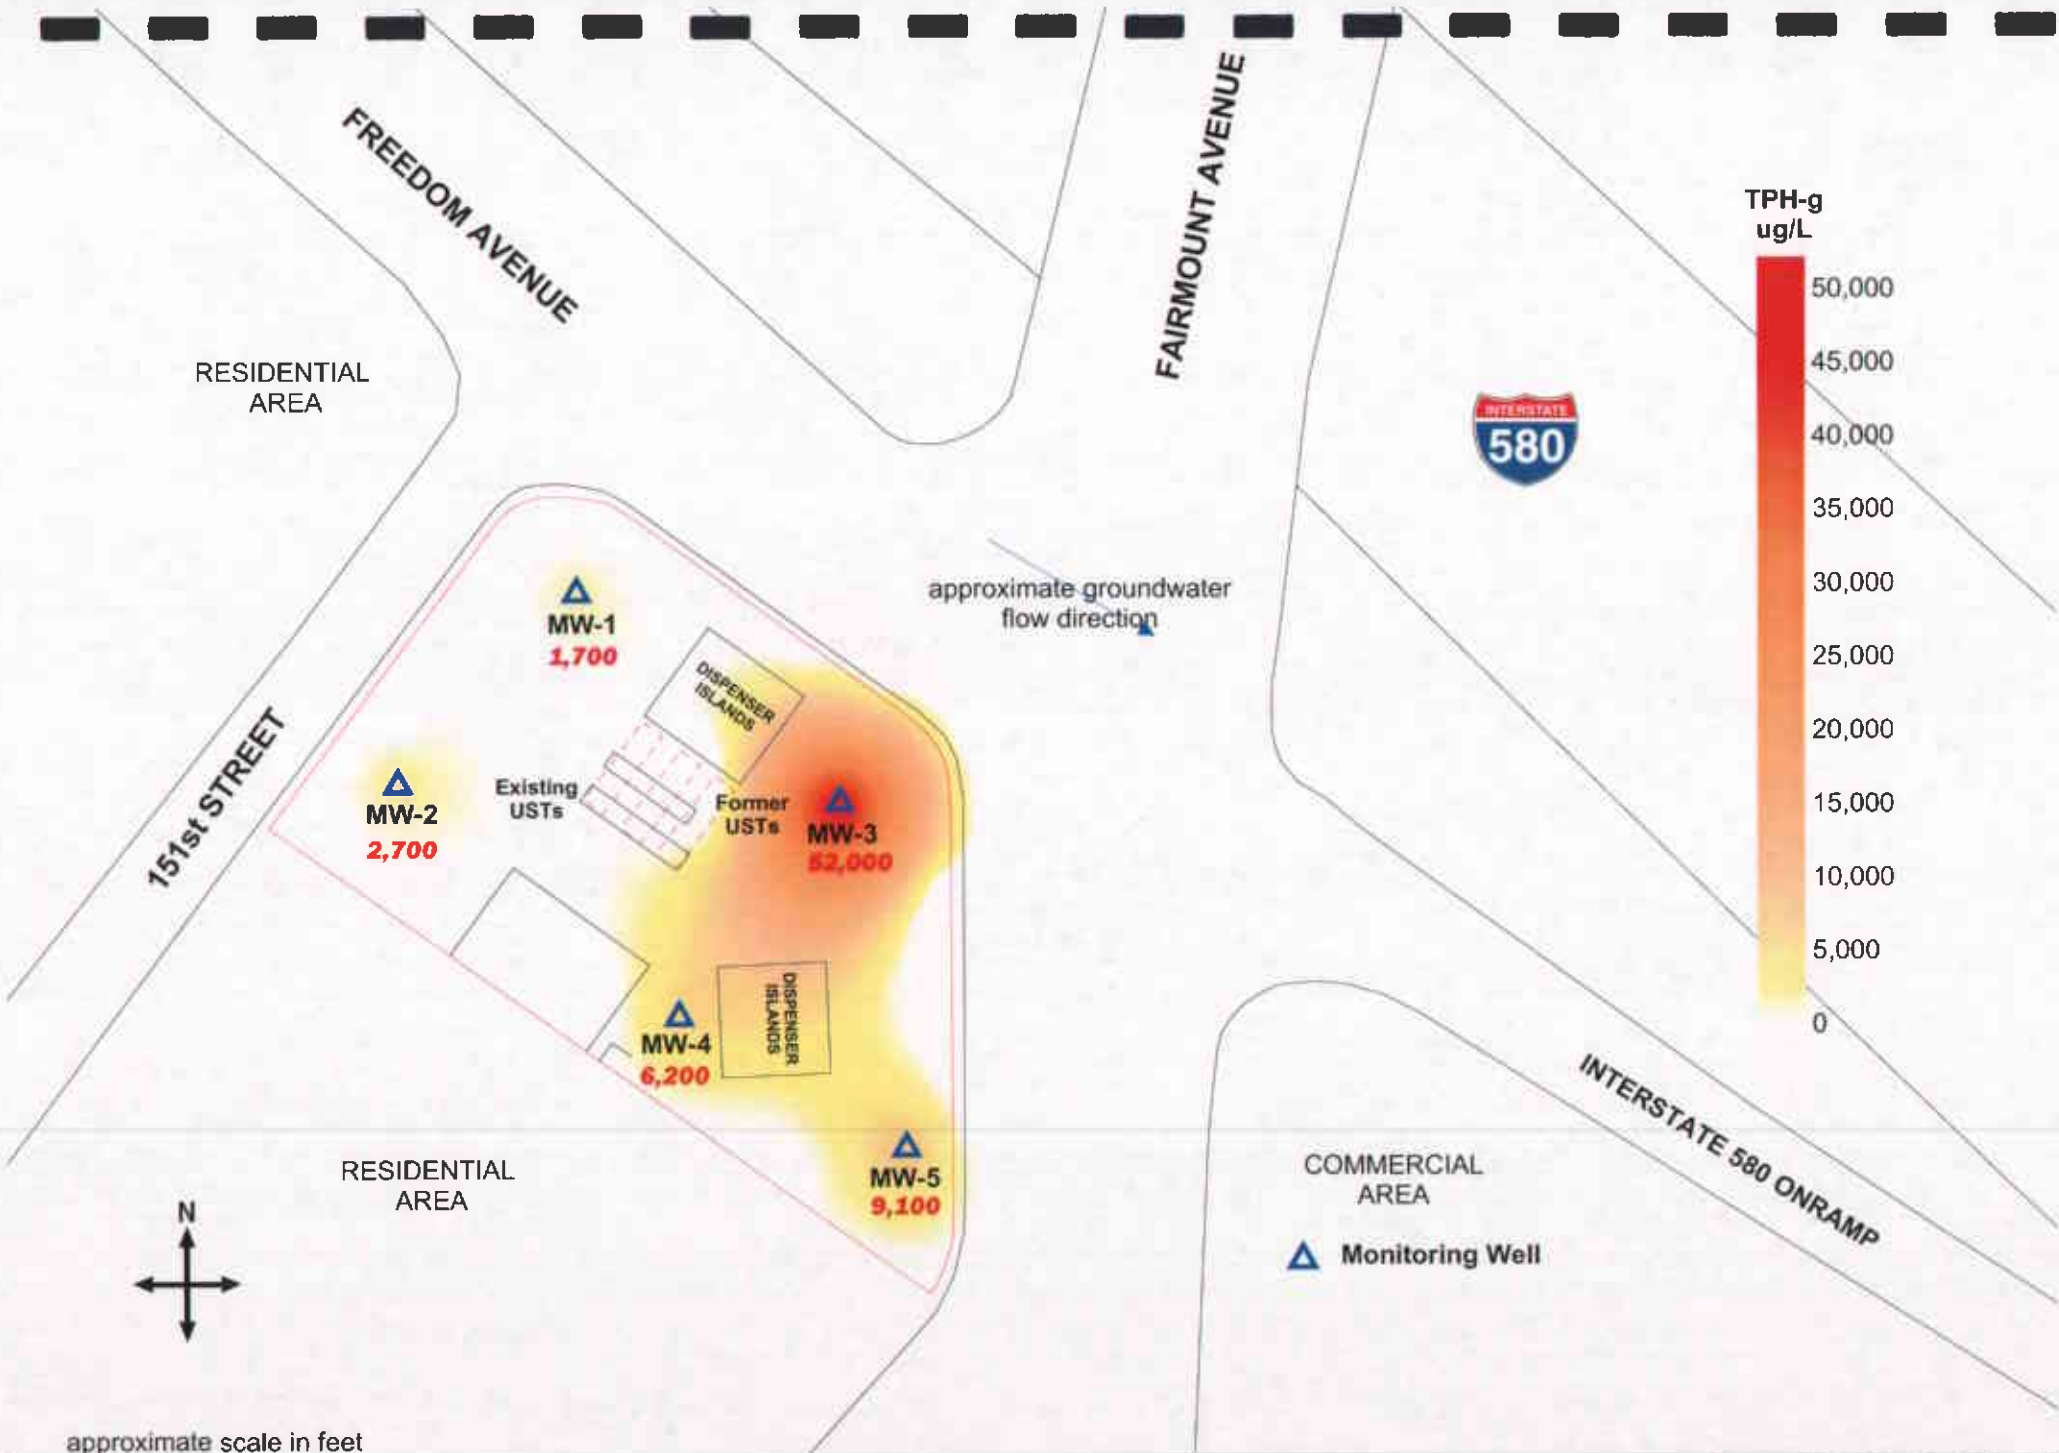 FREEDOM AVENUE
FAIRMOUNT AVENUE
TPH-g
ug/L
50,000
45,000
40,000
35,000
30,000
25,000
20,000
15,000
10,000
5,000
0
RESIDENTIAL
AREA
INTERSTATE
580
approximate groundwater
flow direction
MW-1
1,700
DISPENSER
ISLANDS
151st STREET
MW-2
2,700
Existing
USTs
Former
USTs
MW-3
52,000
DISPENSER
ISLANDS
MW-4
6,200
MW-5
9,100
INTERSTATE 580 ONRAMP
RESIDENTIAL
AREA
COMMERCIAL
AREA
Monitoring Well
N
approximate scale in feet